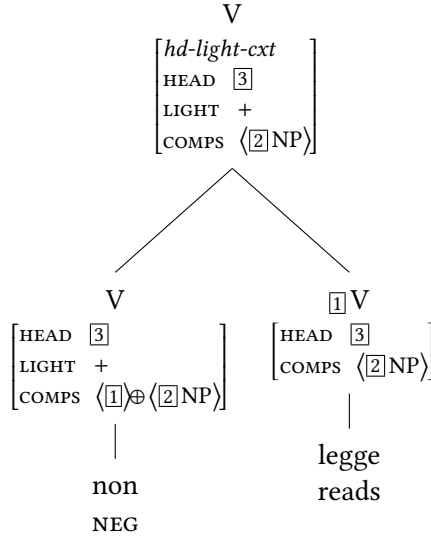 V
hd-light-cxt
HEAD 3
LIGHT +
COMPS ⟨2 NP⟩
V
HEAD 3
LIGHT +
COMPS ⟨1⟩⊕⟨2 NP⟩
1 V
HEAD 3
COMPS ⟨2 NP⟩
non
NEG
legge
reads